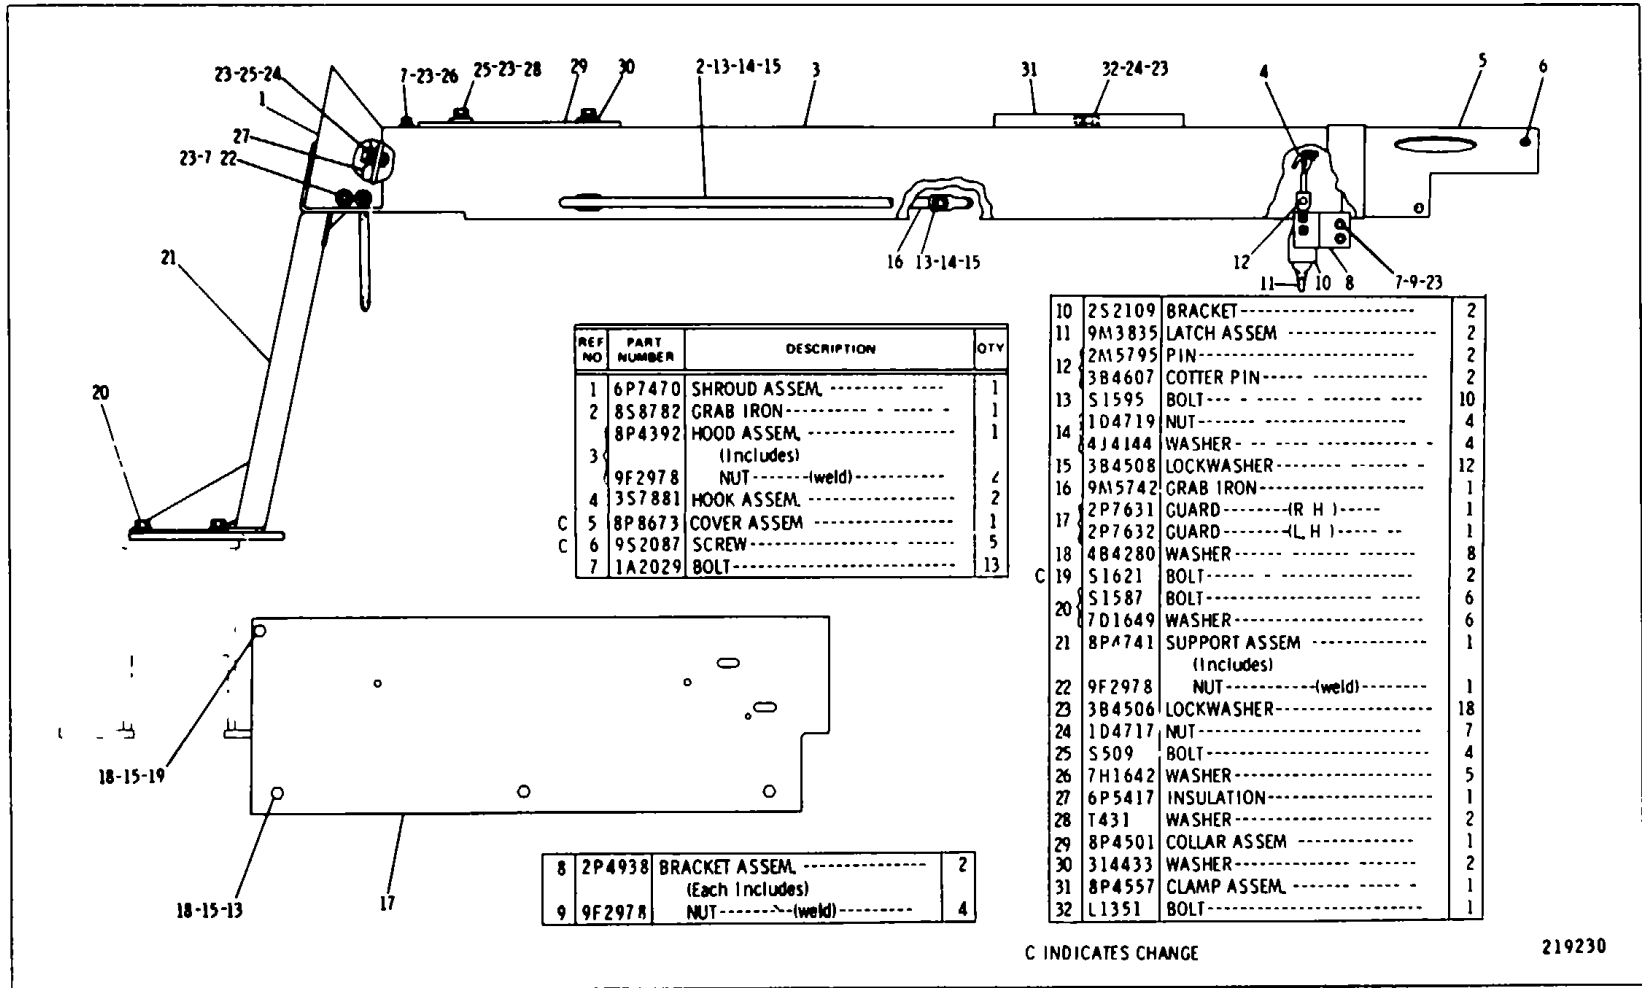 23-25-24
7-23-26
25-23-28
29
30
2-13-14-15
3
31
32-24-23
4
5
6
1
27
23-7 22
21
16 13-14-15
12
11 10 8 7-9-23
20
REF NO PART NUMBER DESCRIPTION QTY
1 6P7470 SHROUD ASSEM. 1
2 8S8782 GRAB IRON 1
3 8P4392 HOOD ASSEM. 1
(Includes)
9F2978 NUT (weld) 2
4 3S7881 HOOK ASSEM. 2
C 5 8P8673 COVER ASSEM 1
C 6 9S2087 SCREW 5
7 1A2029 BOLT 13
10 2S2109 BRACKET 2
11 9M3835 LATCH ASSEM 2
12 2M5795 PIN 2
3B4607 COTTER PIN 2
13 S1595 BOLT 10
14 1D4719 NUT 4
4J4144 WASHER 4
15 3B4508 LOCKWASHER 12
16 9M5742 GRAB IRON 1
17 2P7631 GUARD (R H) 1
2P7632 GUARD (L H) 1
18 4B4280 WASHER 8
C 19 S1621 BOLT 2
20 S1587 BOLT 6
7D1649 WASHER 6
21 8P4741 SUPPORT ASSEM 1
(Includes)
22 9F2978 NUT (weld) 1
23 3B4506 LOCKWASHER 18
24 1D4717 NUT 7
25 S509 BOLT 4
26 7H1642 WASHER 5
27 6P5417 INSULATION 1
28 T431 WASHER 2
29 8P4501 COLLAR ASSEM 1
30 314433 WASHER 2
31 8P4557 CLAMP ASSEM. 1
32 L1351 BOLT 1
18-15-19
18-15-13
17
8 2P4938 BRACKET ASSEM. 2
(Each Includes)
9 9F2978 NUT (weld) 4
C INDICATES CHANGE
219230